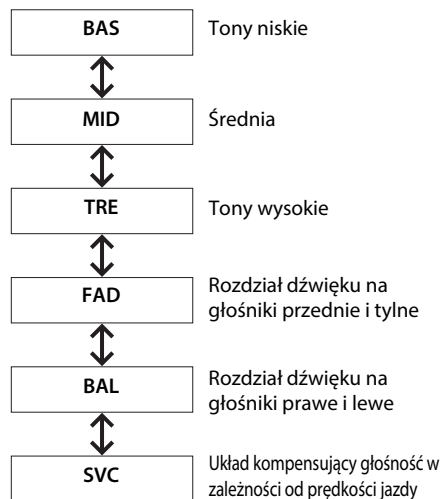 BAS Tony niskie
MID Średnia
TRE Tony wysokie
FAD Rozdział dźwięku na
głośniki przednie i tylne
BAL Rozdział dźwięku na
głośniki prawe i lewe
SVC Układ kompensujący głośność w
zależności od prędkości jazdy